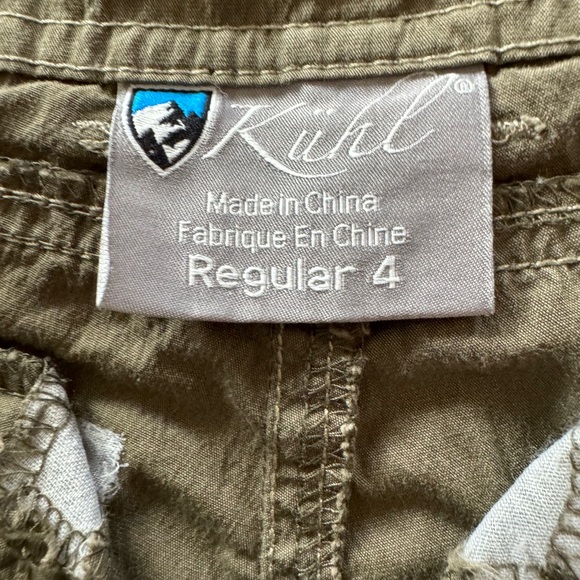 Kühl®
Made in China
Fabrique En Chine
Regular 4